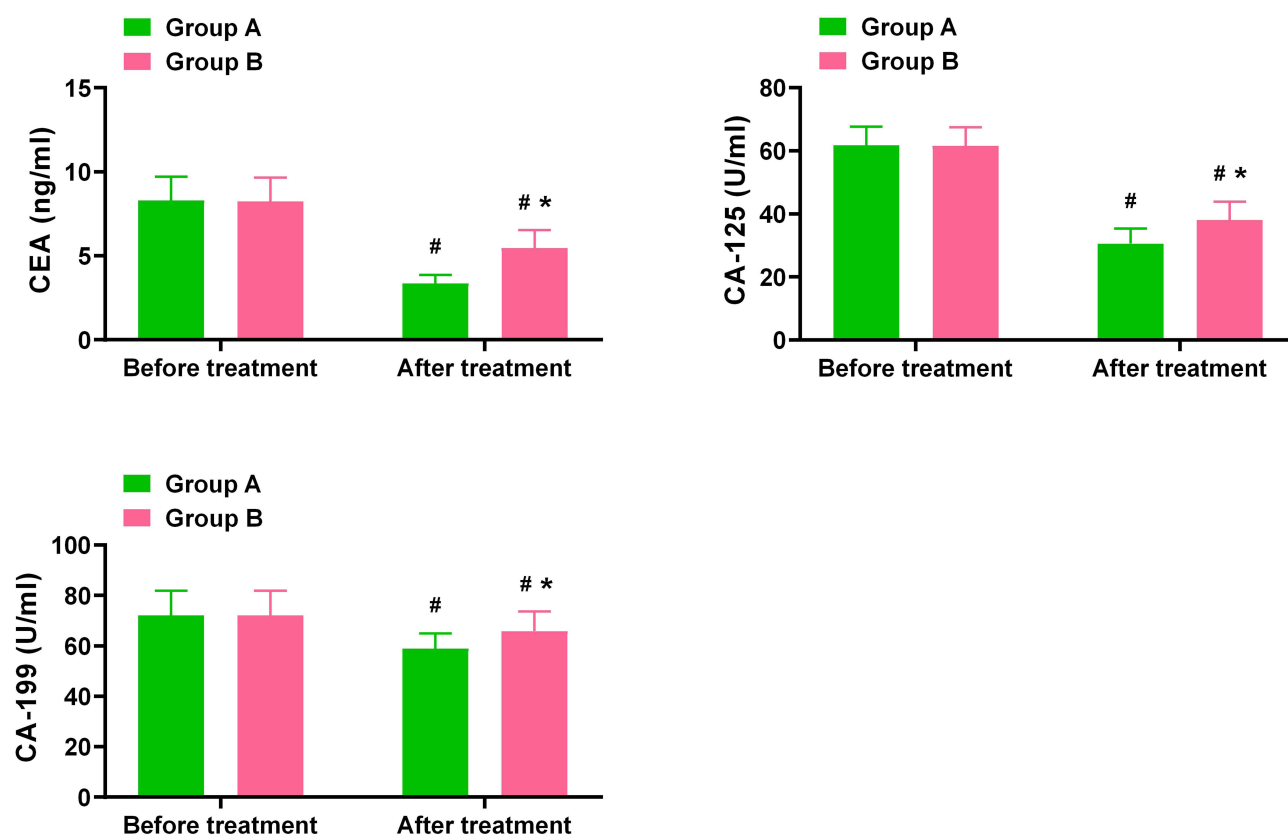 Group A
Group B
CEA (ng/ml)
15
10
5
0
#
# *
Before treatment
After treatment
Group A
Group B
CA-125 (U/ml)
80
60
40
20
0
#
# *
Before treatment
After treatment
Group A
Group B
CA-199 (U/ml)
100
80
60
40
20
0
#
# *
Before treatment
After treatment